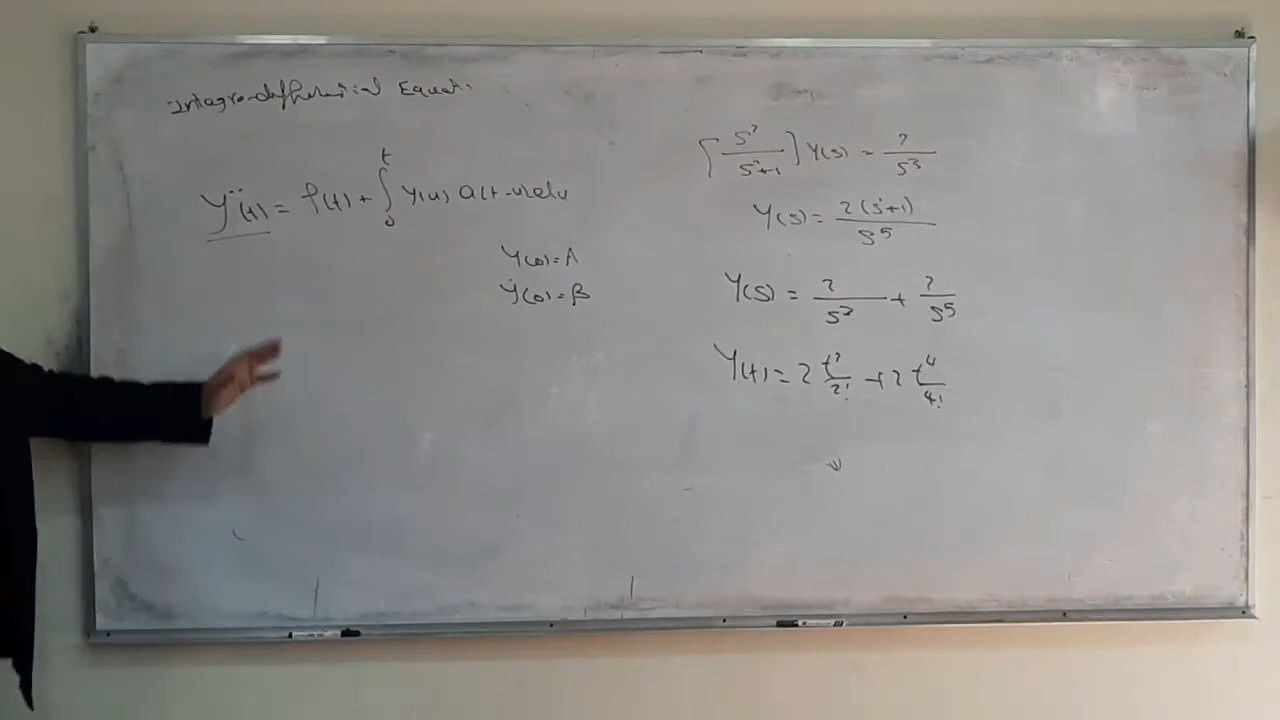 Integro-differential Equat.
Ÿ(t) = f(t) + ∫₀ᵗ y(u) a(t-u) du
Y(0) = A
Ẏ(0) = B
[s²/(s²+1)] Y(s) = 2/s³
Y(s) = 2(s²+1)/s⁵
Y(s) = 2/s³ + 2/s⁵
Y(t) = 2 t²/2! + 2 t⁴/4!